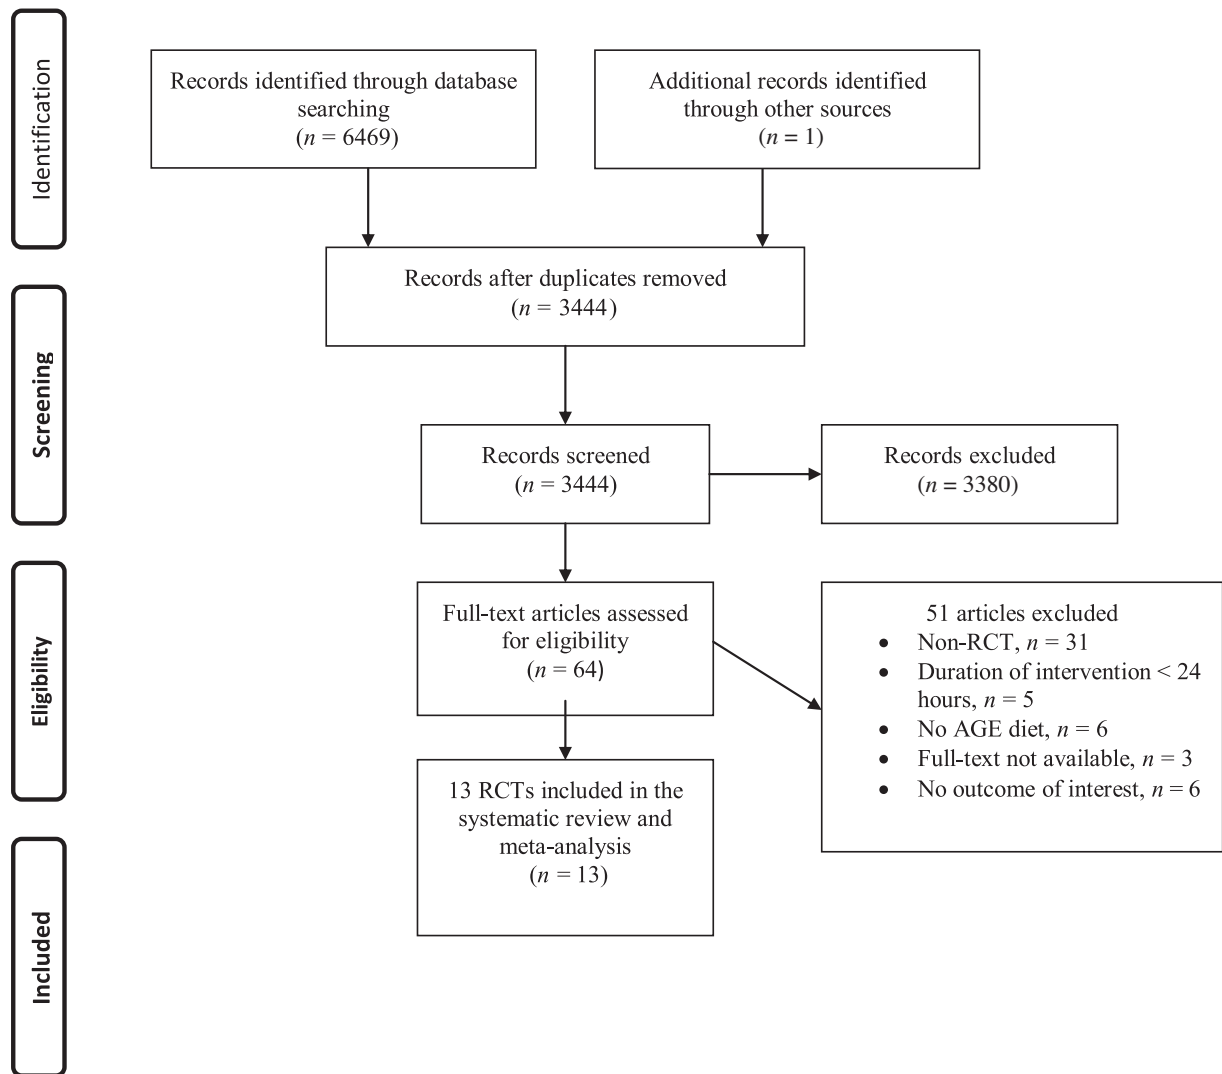 Identification
Records identified through database
searching
(n = 6469)
Additional records identified
through other sources
(n = 1)
Records after duplicates removed
(n = 3444)
Screening
Records screened
(n = 3444)
Records excluded
(n = 3380)
Eligibility
Full-text articles assessed
for eligibility
(n = 64)
51 articles excluded
• Non-RCT, n = 31
• Duration of intervention < 24
hours, n = 5
• No AGE diet, n = 6
• Full-text not available, n = 3
• No outcome of interest, n = 6
Included
13 RCTs included in the
systematic review and
meta-analysis
(n = 13)